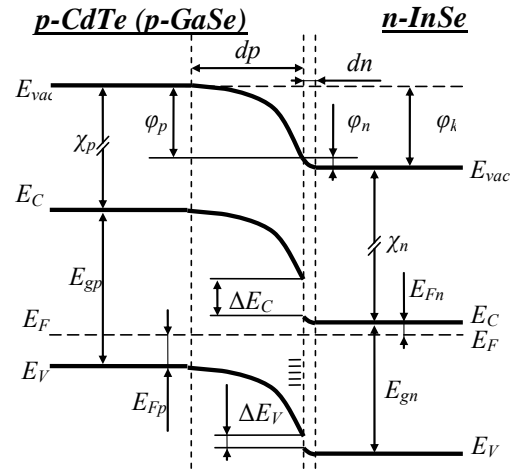 p-CdTe (p-GaSe) n-InSe
dp dn
Evac φp φn φk
χp Evac
EC
χn
Egp EFn
ΔEC EC
EF EF
EV
EFp ΔEV Egn
EV